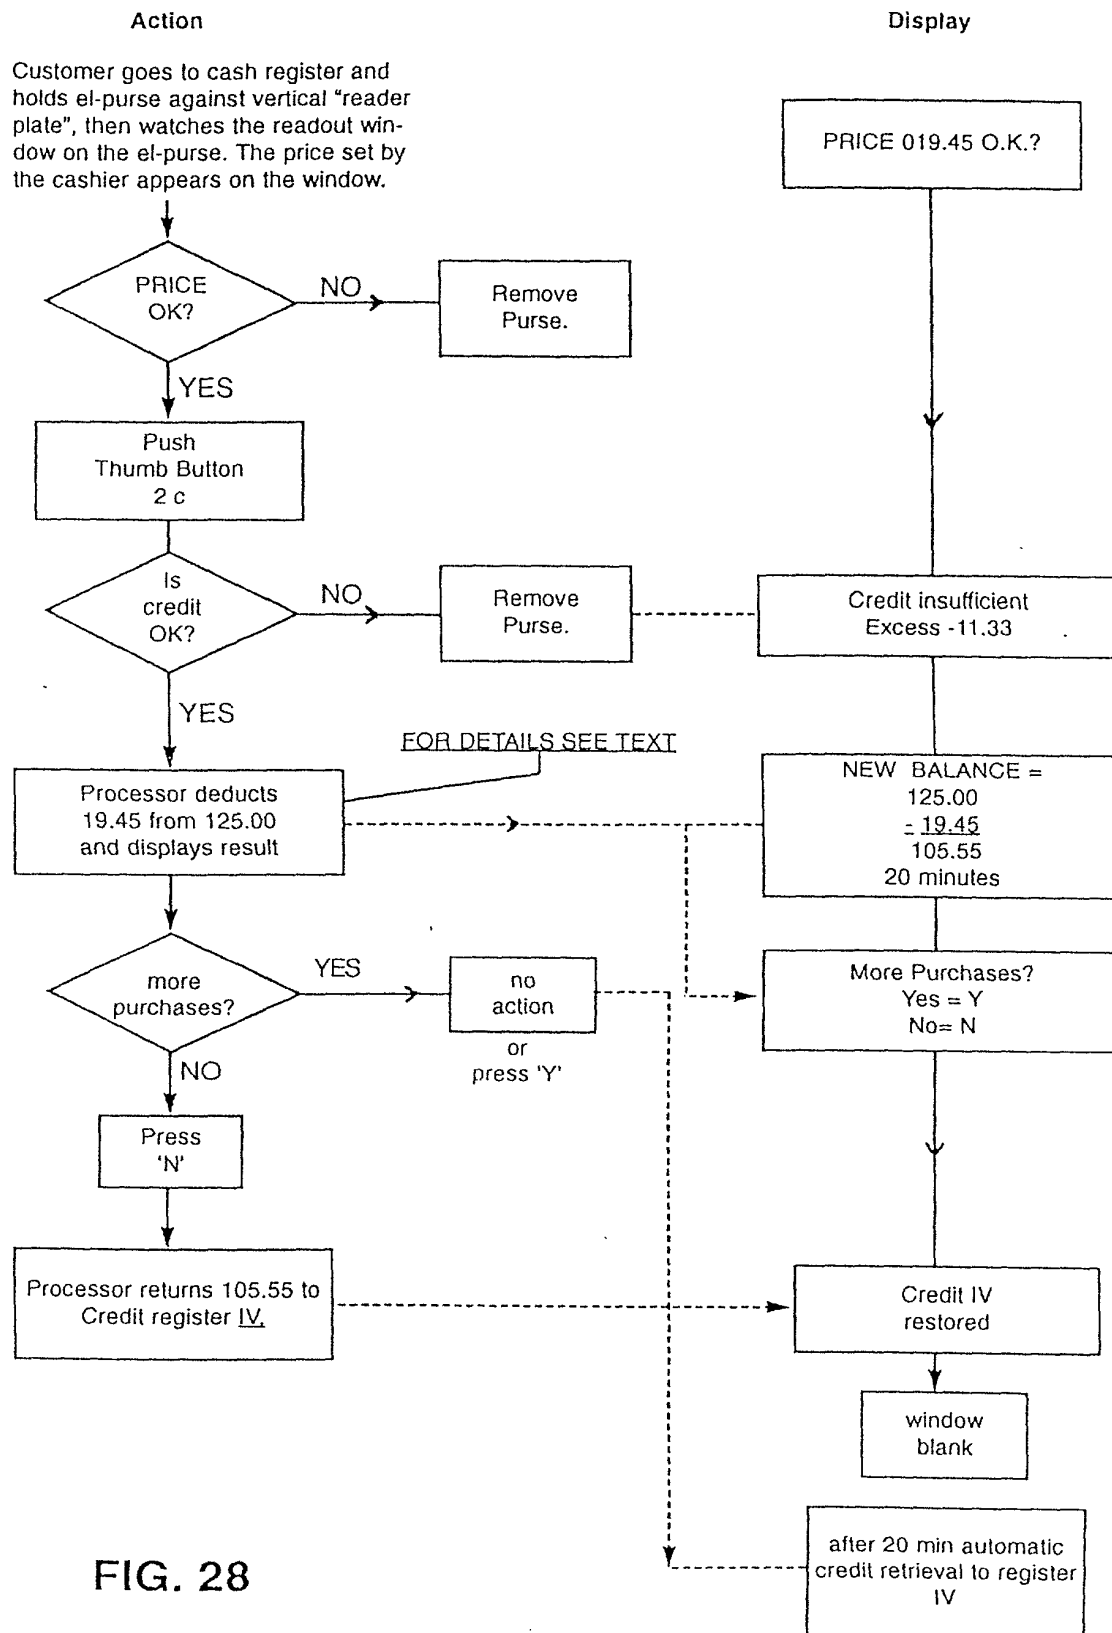 Action
Display
Customer goes to cash register and
holds el-purse against vertical "reader
plate", then watches the readout win-
dow on the el-purse. The price set by
the cashier appears on the window.
PRICE 019.45 O.K.?
PRICE
OK?
NO
Remove
Purse.
YES
Push
Thumb Button
2 c
Is
credit
OK?
NO
Remove
Purse.
Credit insufficient
Excess -11.33
YES
FOR DETAILS SEE TEXT
Processor deducts
19.45 from 125.00
and displays result
NEW BALANCE =
125.00
- 19.45
105.55
20 minutes
more
purchases?
YES
no
action
or
press 'Y'
More Purchases?
Yes = Y
No= N
NO
Press
'N'
Processor returns 105.55 to
Credit register IV.
Credit IV
restored
window
blank
after 20 min automatic
credit retrieval to register
IV
FIG. 28